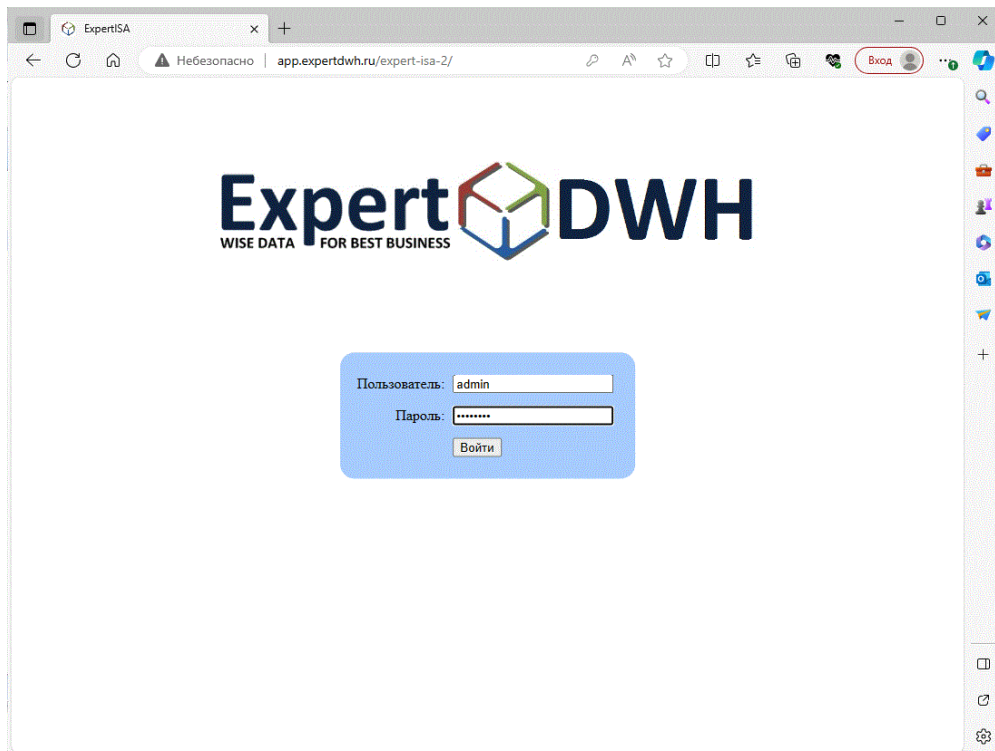 ExpertISA
Небезопасно
app.expertdwh.ru/expert-isa-2/
Вход
Expert DWH
WISE DATA FOR BEST BUSINESS
Пользователь: admin
Пароль: ••••••••
Войти